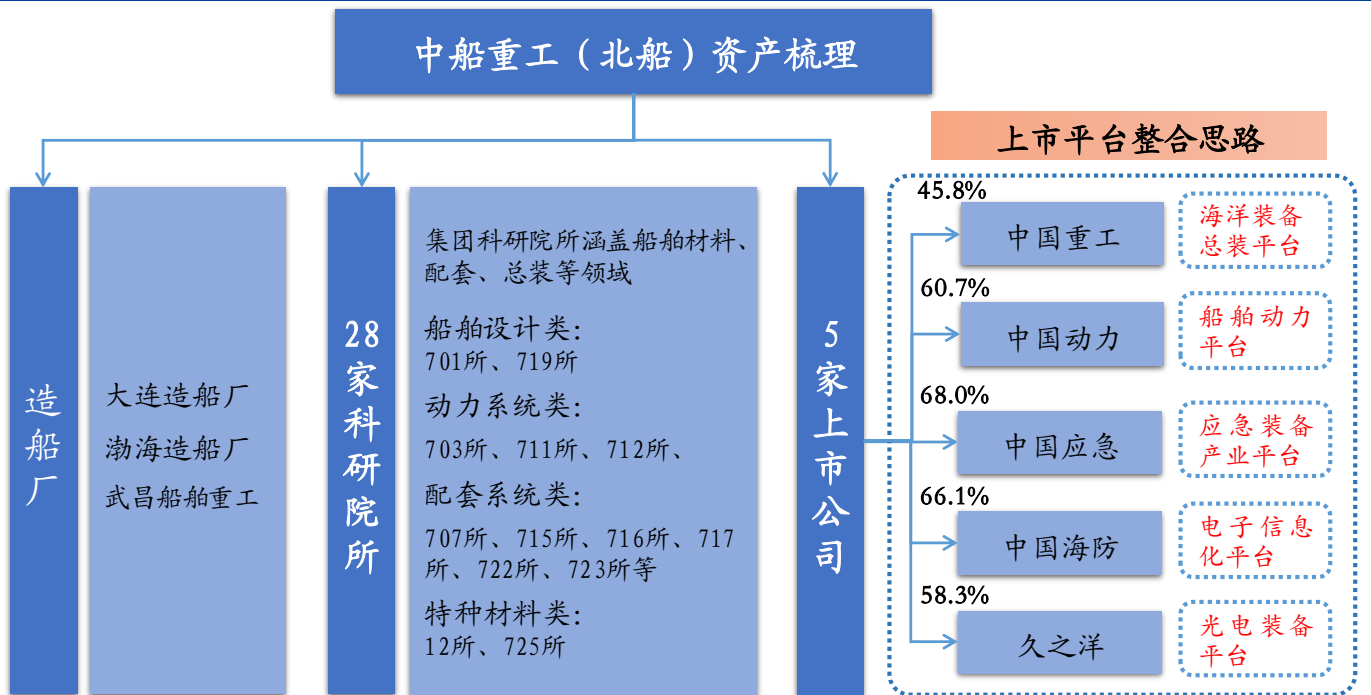 中船重工（北船）资产梳理
造船厂
大连造船厂
渤海造船厂
武昌船舶重工
28家科研院所
集团科研院所涵盖船舶材料、
配套、总装等领域
船舶设计类:
701所、719所
动力系统类:
703所、711所、712所、
配套系统类:
707所、715所、716所、717
所、722所、723所等
特种材料类:
12所、725所
5家上市公司
上市平台整合思路
45.8%
中国重工
海洋装备
总装平台
60.7%
中国动力
船舶动力
平台
68.0%
中国应急
应急装备
产业平台
66.1%
中国海防
电子信息
化平台
58.3%
久之洋
光电装备
平台